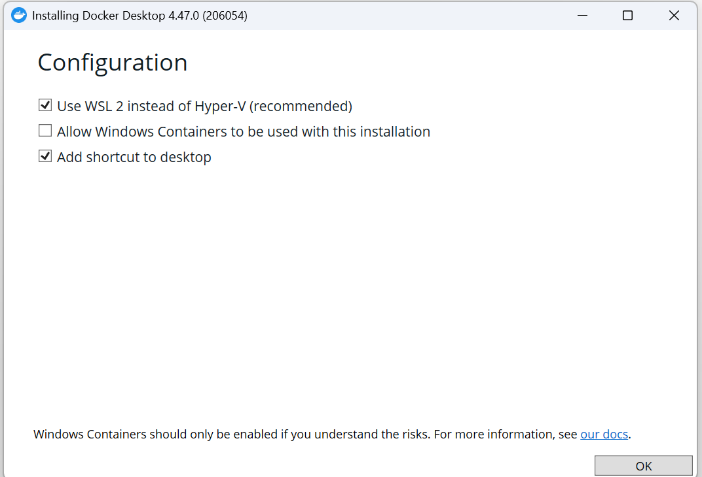 Installing Docker Desktop 4.47.0 (206054)
Configuration
Use WSL 2 instead of Hyper-V (recommended)
Allow Windows Containers to be used with this installation
Add shortcut to desktop
Windows Containers should only be enabled if you understand the risks. For more information, see our docs.
OK